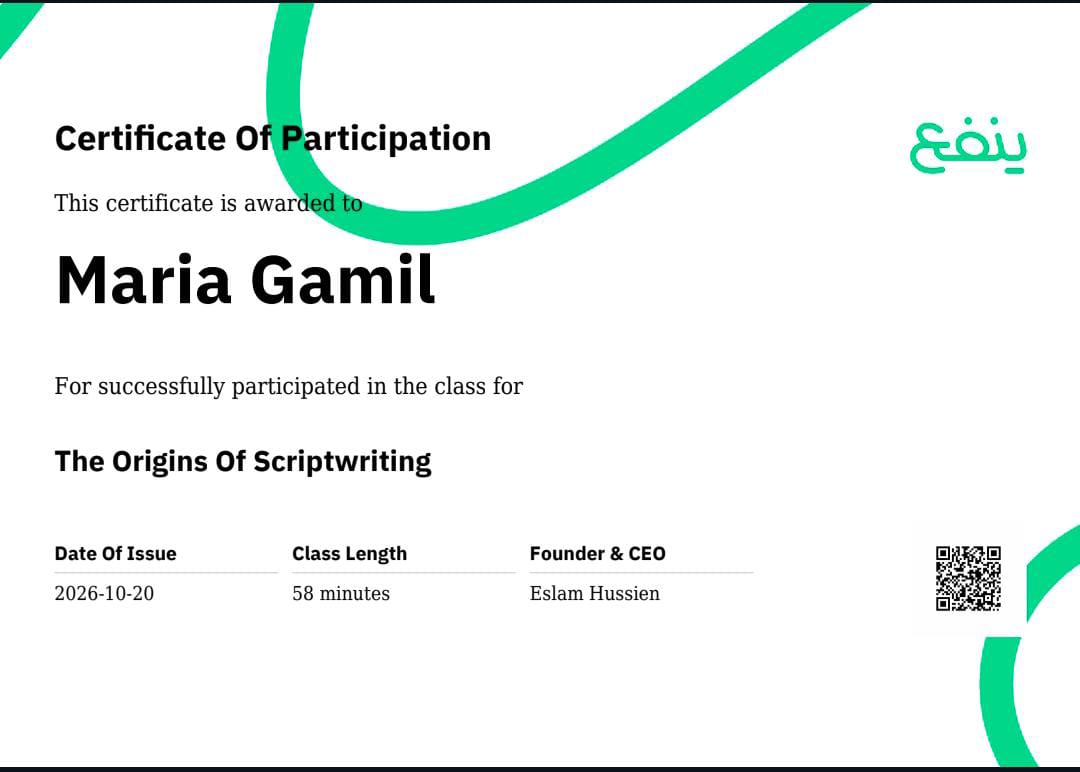 Certificate Of Participation
ينفع
This certificate is awarded to
Maria Gamil
For successfully participated in the class for
The Origins Of Scriptwriting
Date Of Issue
2026-10-20
Class Length
58 minutes
Founder & CEO
Eslam Hussien